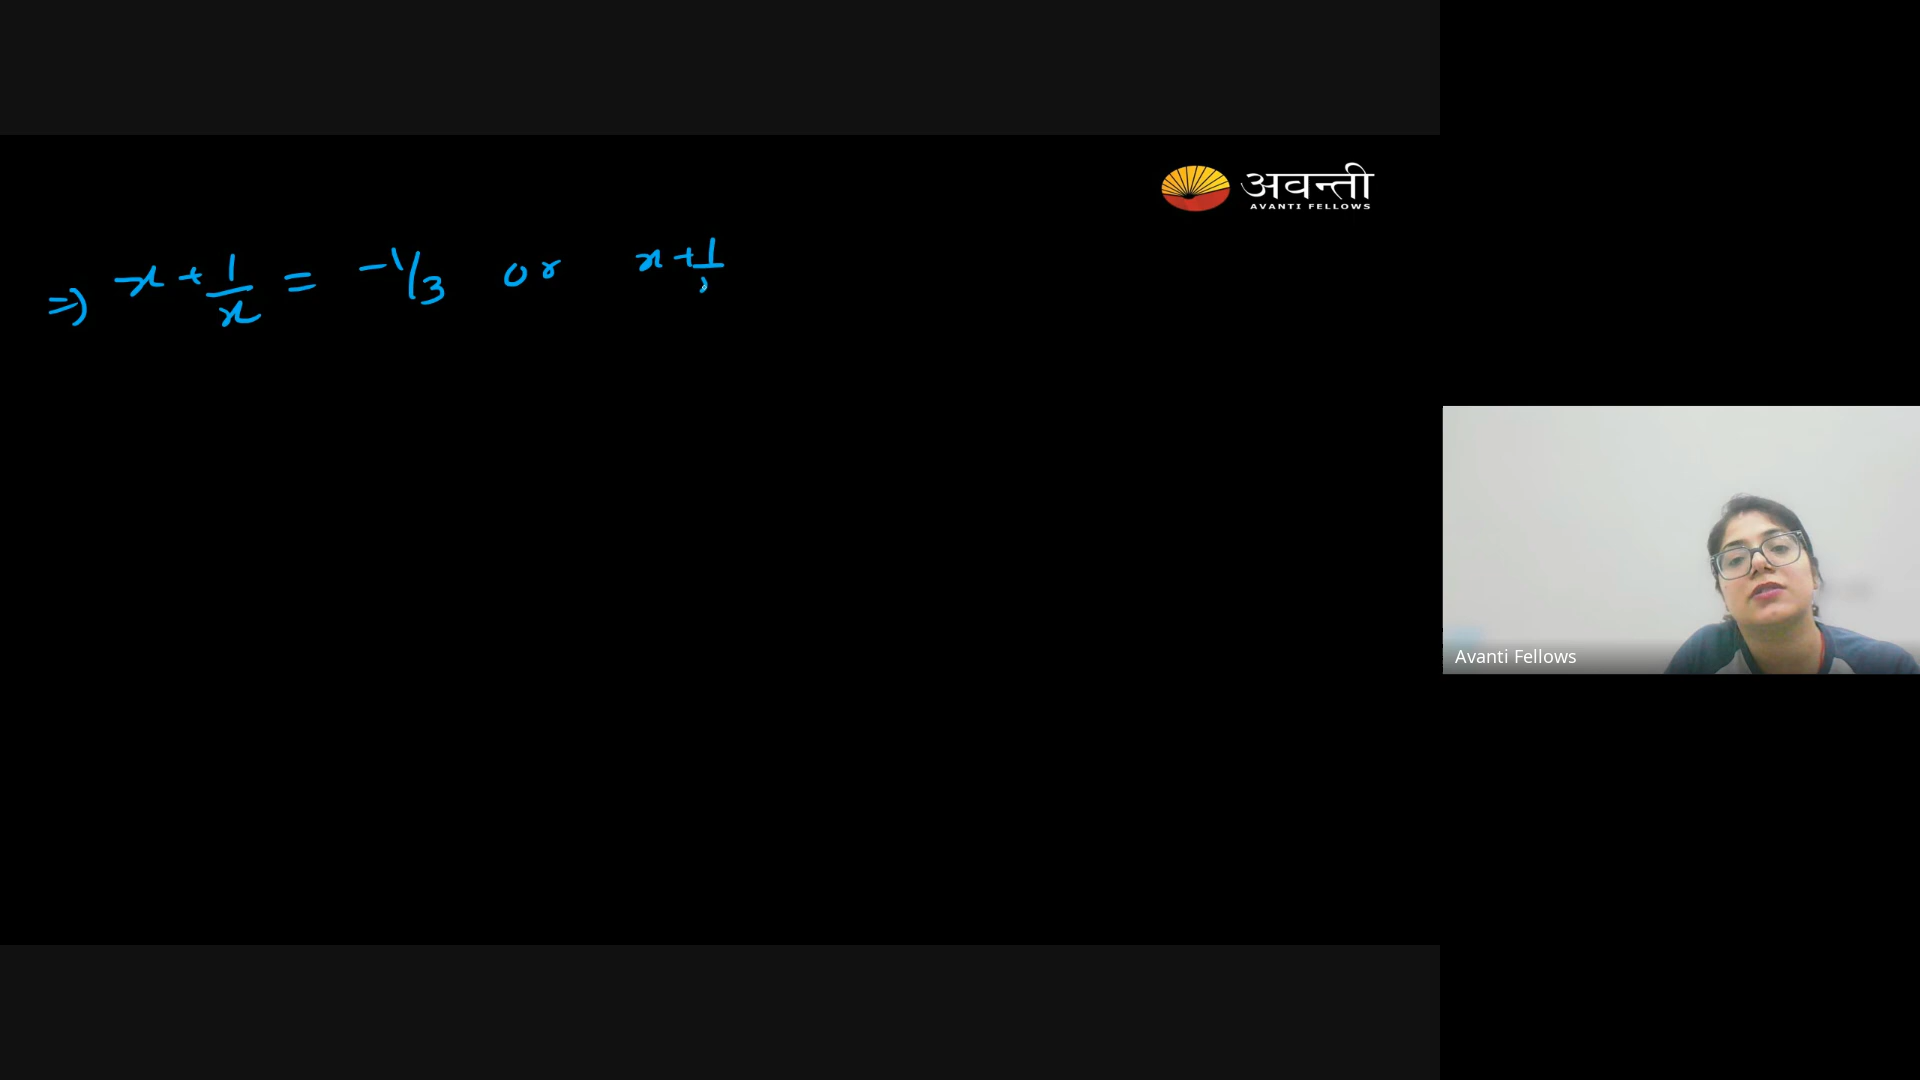 अवन्ती
AVANTI FELLOWS
⇒ x + 1/x = -1/3 or x + 1/
Avanti Fellows